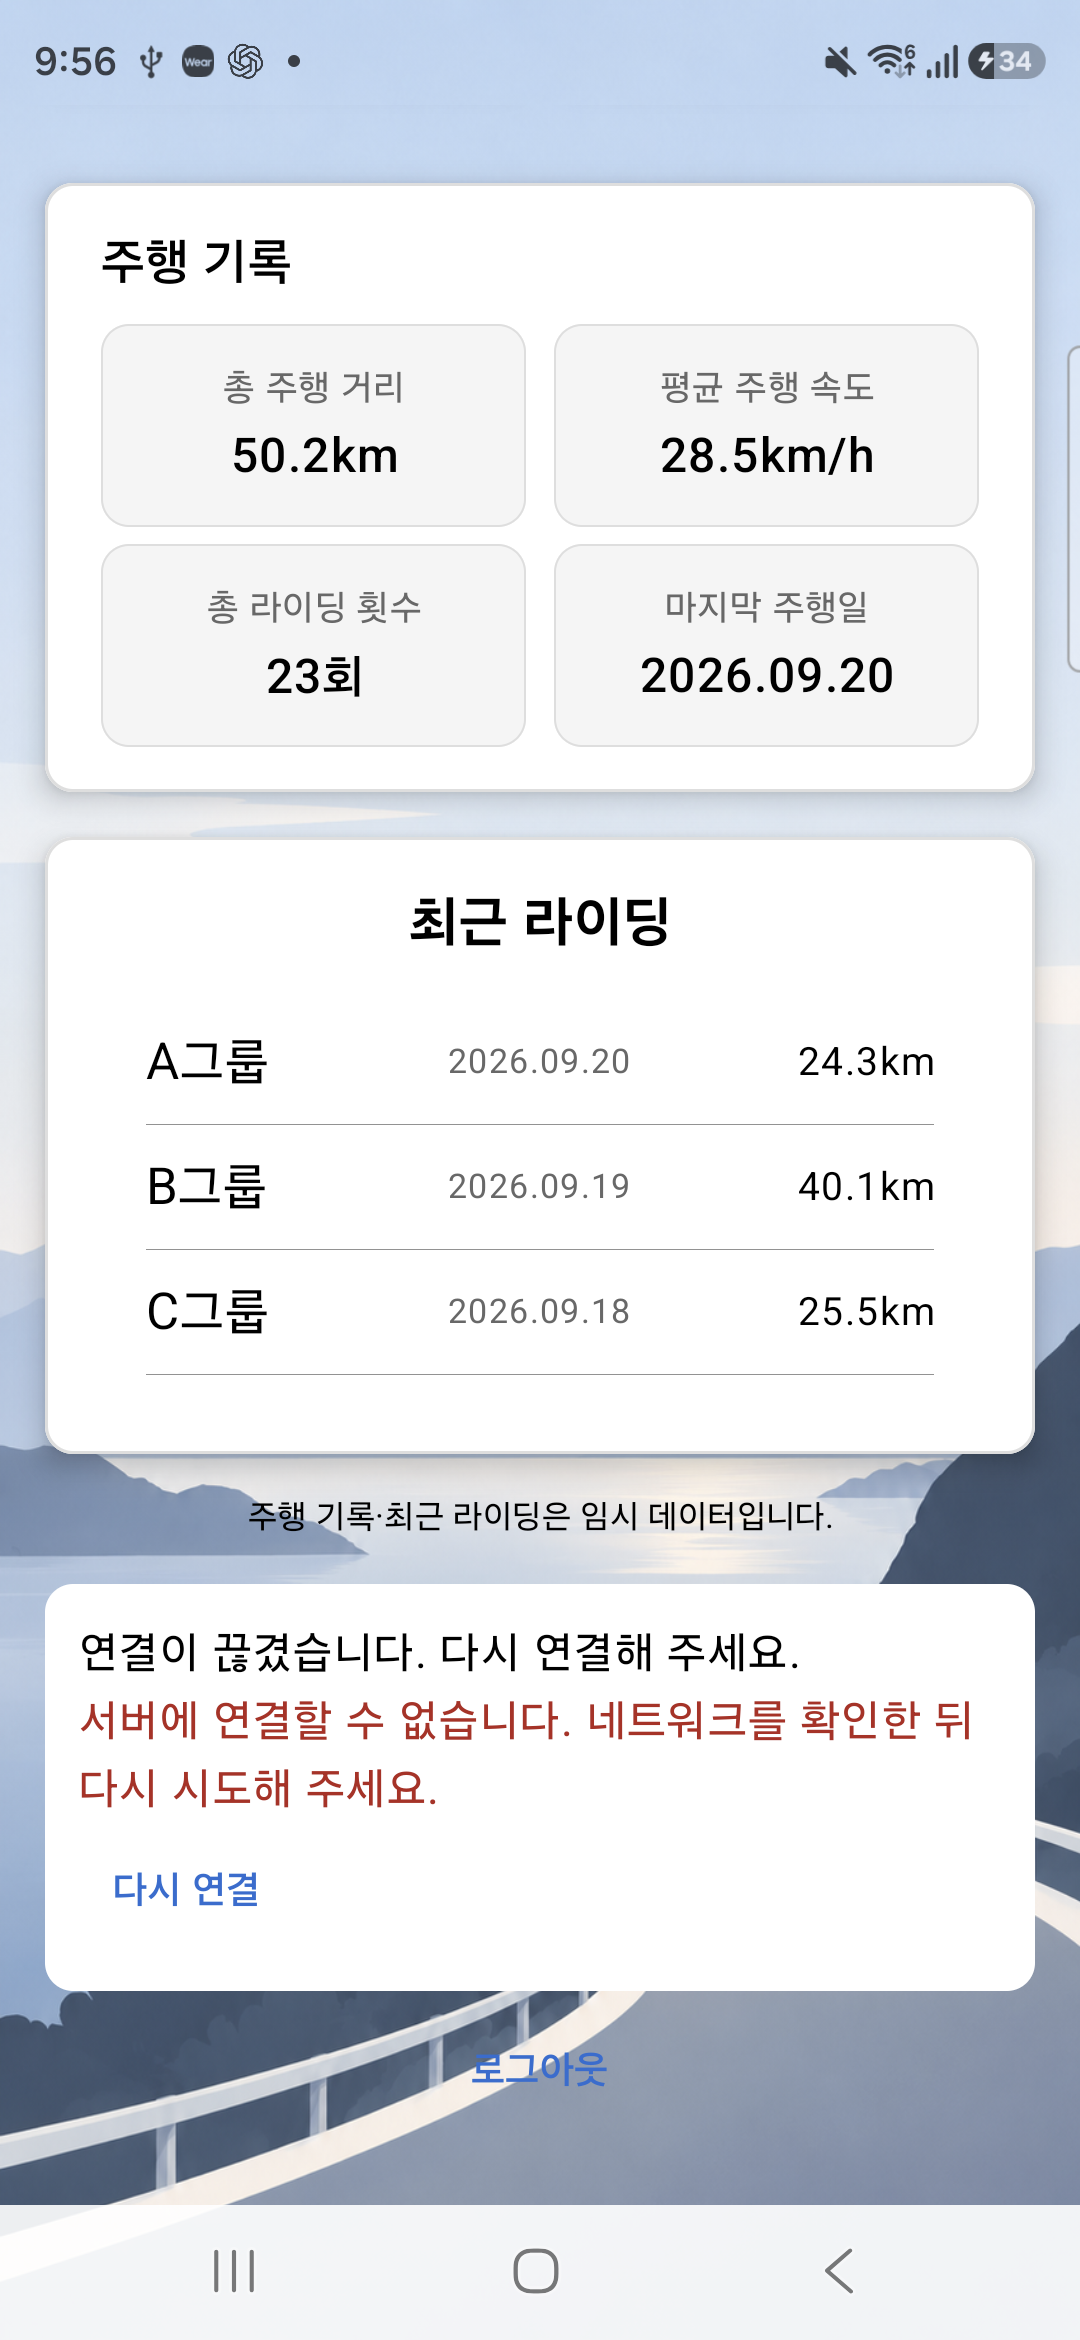 9:56
Wear
6
34
주행 기록
총 주행 거리
50.2km
평균 주행 속도
28.5km/h
총 라이딩 횟수
23회
마지막 주행일
2026.09.20
최근 라이딩
A그룹 2026.09.20 24.3km
B그룹 2026.09.19 40.1km
C그룹 2026.09.18 25.5km
주행 기록·최근 라이딩은 임시 데이터입니다.
연결이 끊겼습니다. 다시 연결해 주세요.
서버에 연결할 수 없습니다. 네트워크를 확인한 뒤
다시 시도해 주세요.
다시 연결
로그아웃